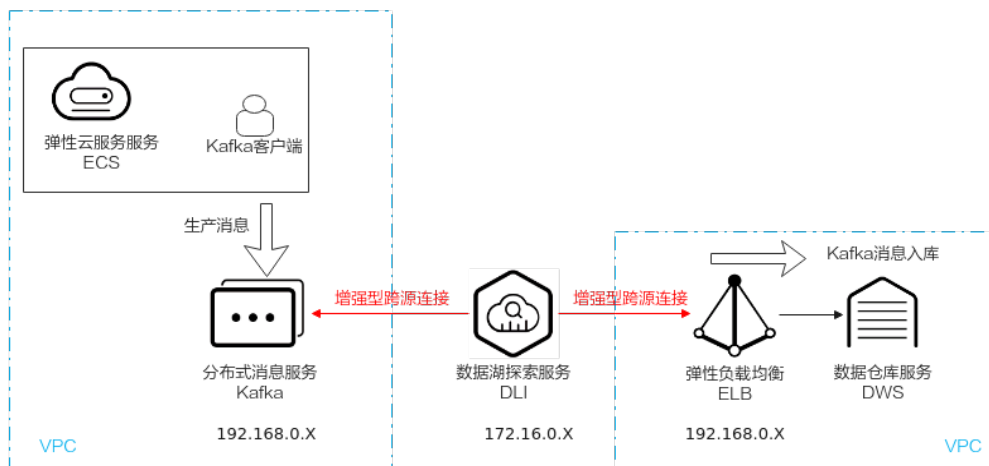 弹性云服务服务
ECS
Kafka客户端
生产消息
Kafka消息入库
增强型跨源连接
增强型跨源连接
分布式消息服务
Kafka
数据湖探索服务
DLI
弹性负载均衡
ELB
数据仓库服务
DWS
192.168.0.X
172.16.0.X
192.168.0.X
VPC
VPC